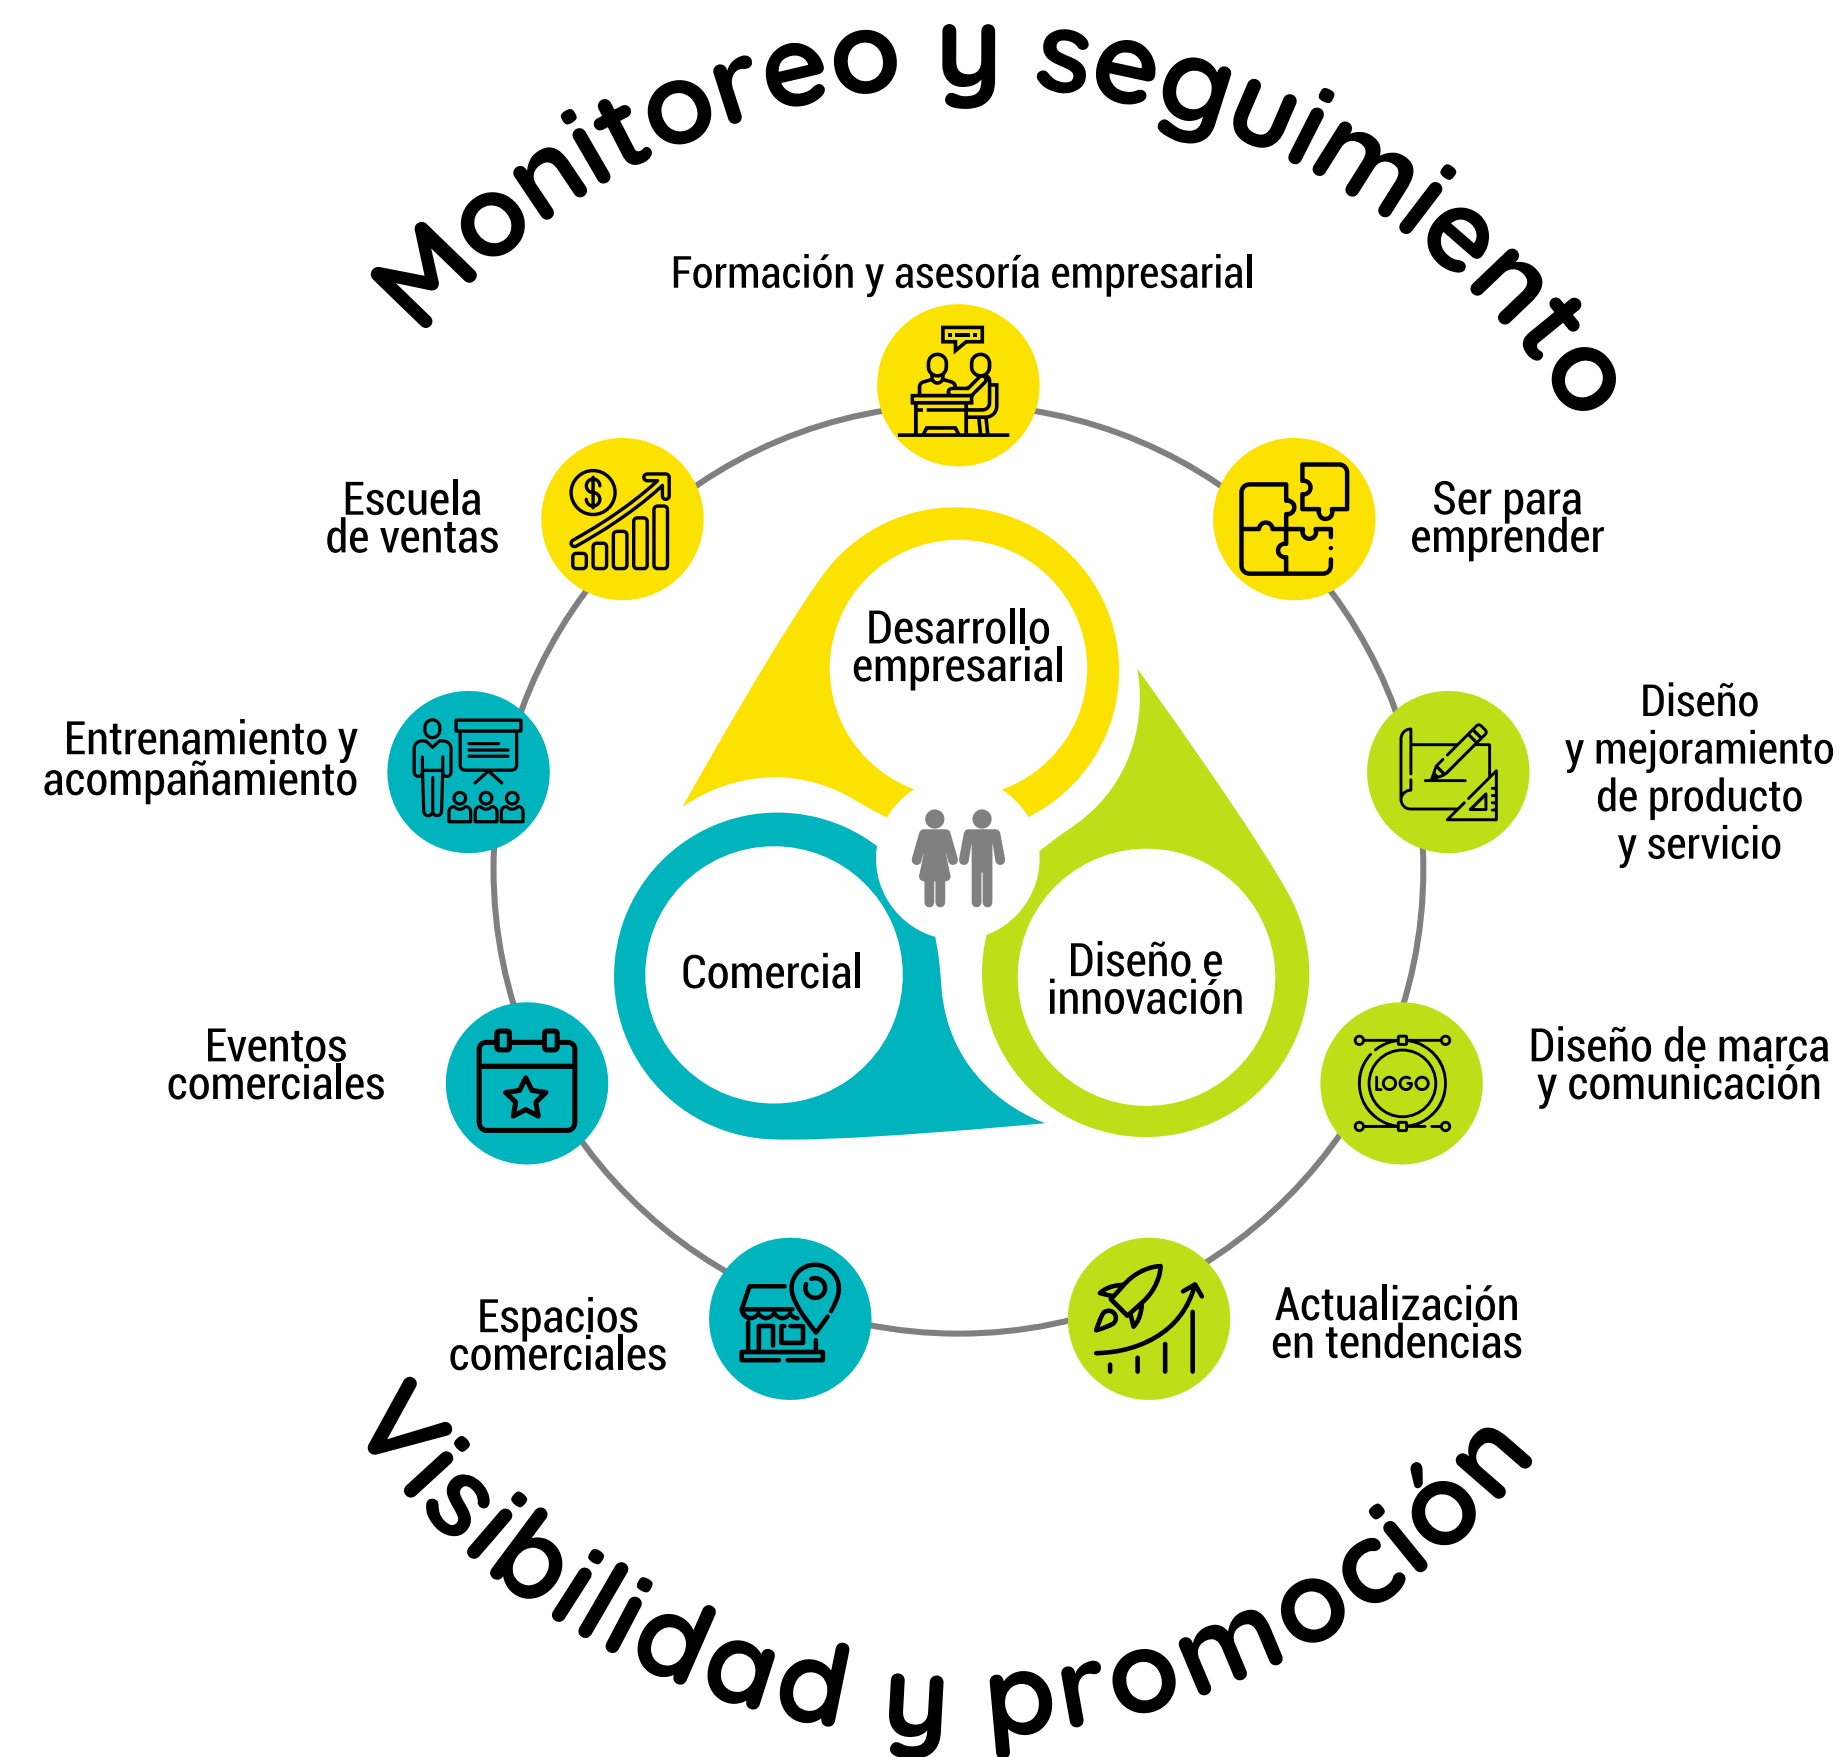 Monitoreo y seguimiento
Formación y asesoría empresarial
Escuela
de ventas
Ser para
emprender
Desarrollo
empresarial
Entrenamiento y
acompañamiento
Diseño
y mejoramiento
de producto
y servicio
Comercial
Diseño e
innovación
Eventos
comerciales
LOGO
Diseño de marca
y comunicación
Espacios
comerciales
Actualización
en tendencias
Visibilidad y promoción